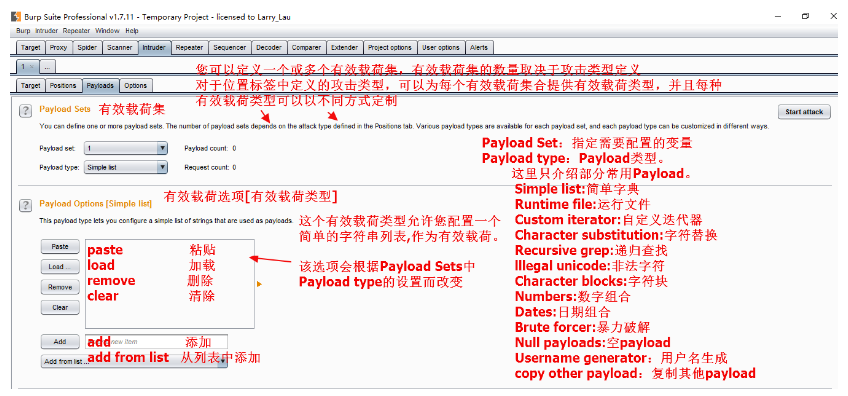 Burp Suite Professional v1.7.11 - Temporary Project - licensed to Larry_Lau
Burp Intruder Repeater Window Help
Target Proxy Spider Scanner Intruder Repeater Sequencer Decoder Comparer Extender Project options User options Alerts
1 × ...
Target Positions Payloads Options
您可以定义一个或多个有效载荷集，有效载荷集的数量取决于攻击类型定义
对于位置标签中定义的攻击类型，可以为每个有效载荷集合提供有效载荷类型，并且每种
有效载荷类型可以以不同方式定制
? Payload Sets 有效载荷集
Start attack
You can define one or more payload sets. The number of payload sets depends on the attack type defined in the Positions tab. Various payload types are available for each payload set, and each payload type can be customized in different ways.
Payload set: 1 Payload count: 0
Payload type: Simple list Request count: 0
Payload Set：指定需要配置的变量
Payload type：Payload类型。
这里只介绍部分常用Payload。
Simple list:简单字典
Runtime file:运行文件
Custom iterator:自定义迭代器
Character substitution:字符替换
Recursive grep:递归查找
Illegal unicode:非法字符
Character blocks:字符块
Numbers:数字组合
Dates:日期组合
Brute forcer:暴力破解
Null payloads:空payload
Username generator：用户名生成
copy other payload：复制其他payload
有效载荷选项[有效载荷类型]
? Payload Options [Simple list]
This payload type lets you configure a simple list of strings that are used as payloads.
这个有效载荷类型允许您配置一个
简单的字符串列表,作为有效载荷。
Paste paste 粘贴
Load ... load 加载
Remove remove 删除
Clear clear 清除
该选项会根据Payload Sets中
Payload type的设置而改变
Add add new item 添加
Add from list ... add from list 从列表中添加